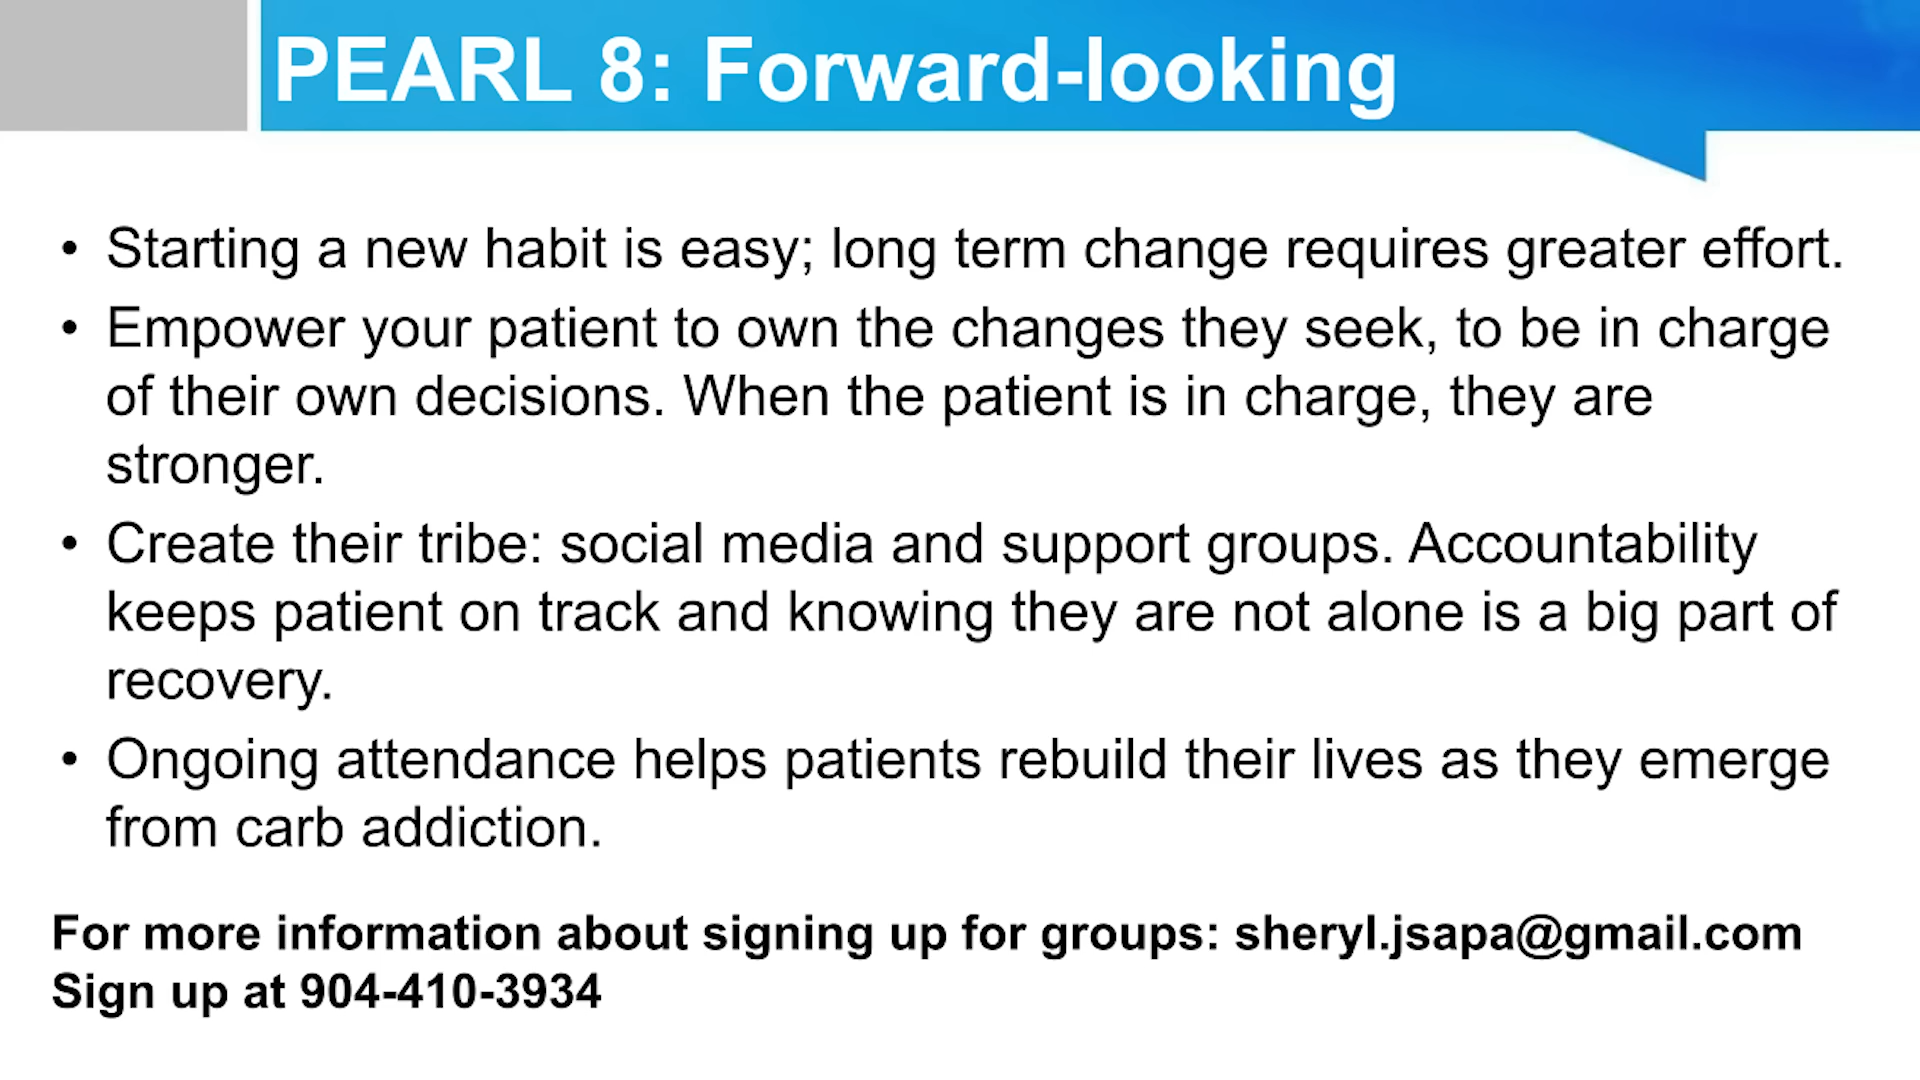 PEARL 8: Forward-looking
• Starting a new habit is easy; long term change requires greater effort.
• Empower your patient to own the changes they seek, to be in charge
of their own decisions. When the patient is in charge, they are
stronger.
• Create their tribe: social media and support groups. Accountability
keeps patient on track and knowing they are not alone is a big part of
recovery.
• Ongoing attendance helps patients rebuild their lives as they emerge
from carb addiction.
For more information about signing up for groups: sheryl.jsapa@gmail.com
Sign up at 904-410-3934